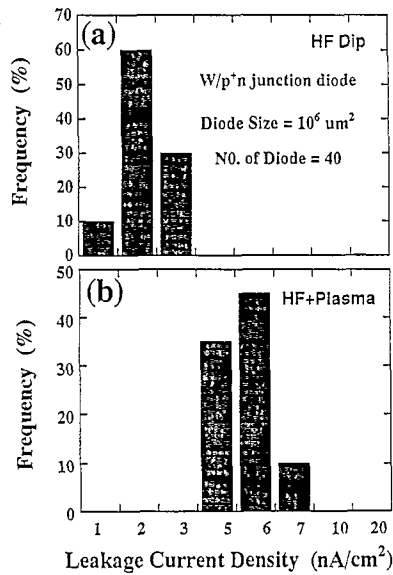 (a)
HF Dip
W/p+n junction diode
Diode Size = 10⁶ um²
N0. of Diode = 40
Frequency (%)
70
60
50
40
30
20
10
0
(b)
HF+Plasma
Frequency (%)
50
40
30
20
10
0
1 2 3 5 6 7 10 20
Leakage Current Density (nA/cm²)